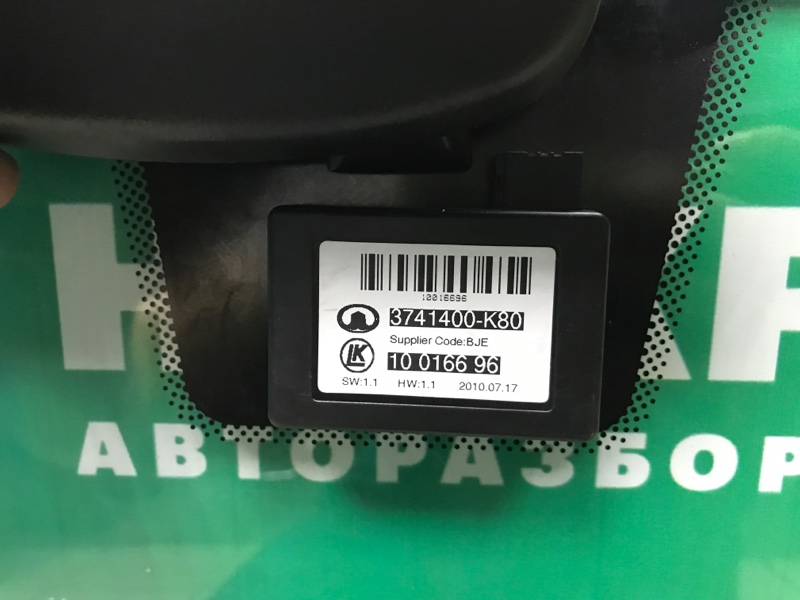 10016696
3741400-K80
Supplier Code:BJE
LK
10 0166 96
SW:1.1 HW:1.1 2010.07.17
АВТОРАЗБОР